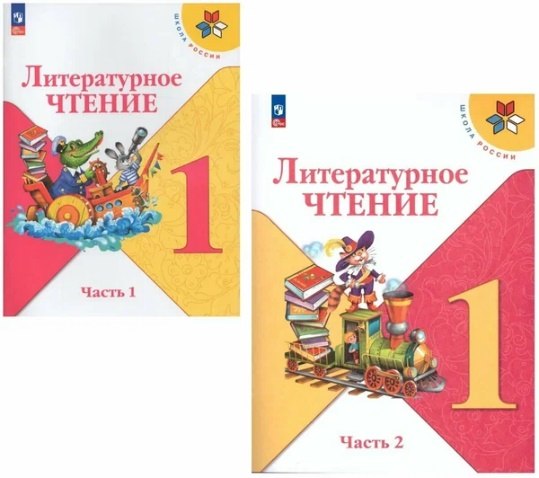 ШКОЛА РОССИИ
Литературное
ЧТЕНИЕ
1
Часть 1
ШКОЛА РОССИИ
Литературное
ЧТЕНИЕ
1
Часть 2